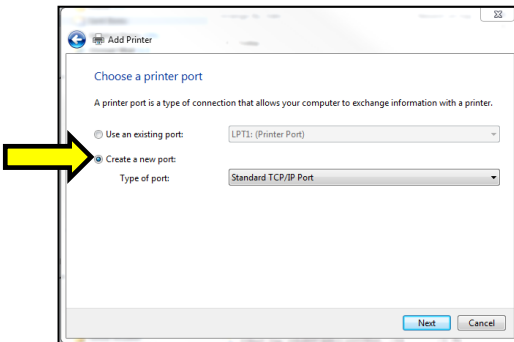 Add Printer
Choose a printer port
A printer port is a type of connection that allows your computer to exchange information with a printer.
Use an existing port: LPT1: (Printer Port)
Create a new port:
Type of port: Standard TCP/IP Port
Next Cancel